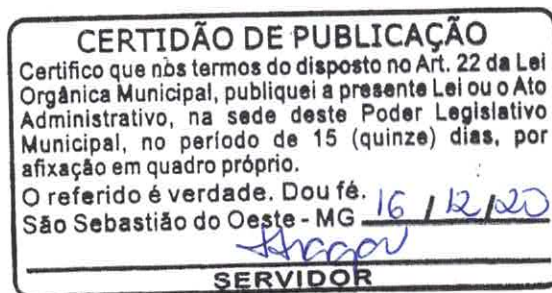 CERTIDÃO DE PUBLICAÇÃO
Certifico que nos termos do disposto no Art. 22 da Lei
Orgânica Municipal, publiquei a presente Lei ou o Ato
Administrativo, na sede deste Poder Legislativo
Municipal, no período de 15 (quinze) dias, por
afixação em quadro próprio.
O referido é verdade. Dou fé.
São Sebastião do Oeste - MG 16 / 12 / 20
SERVIDOR